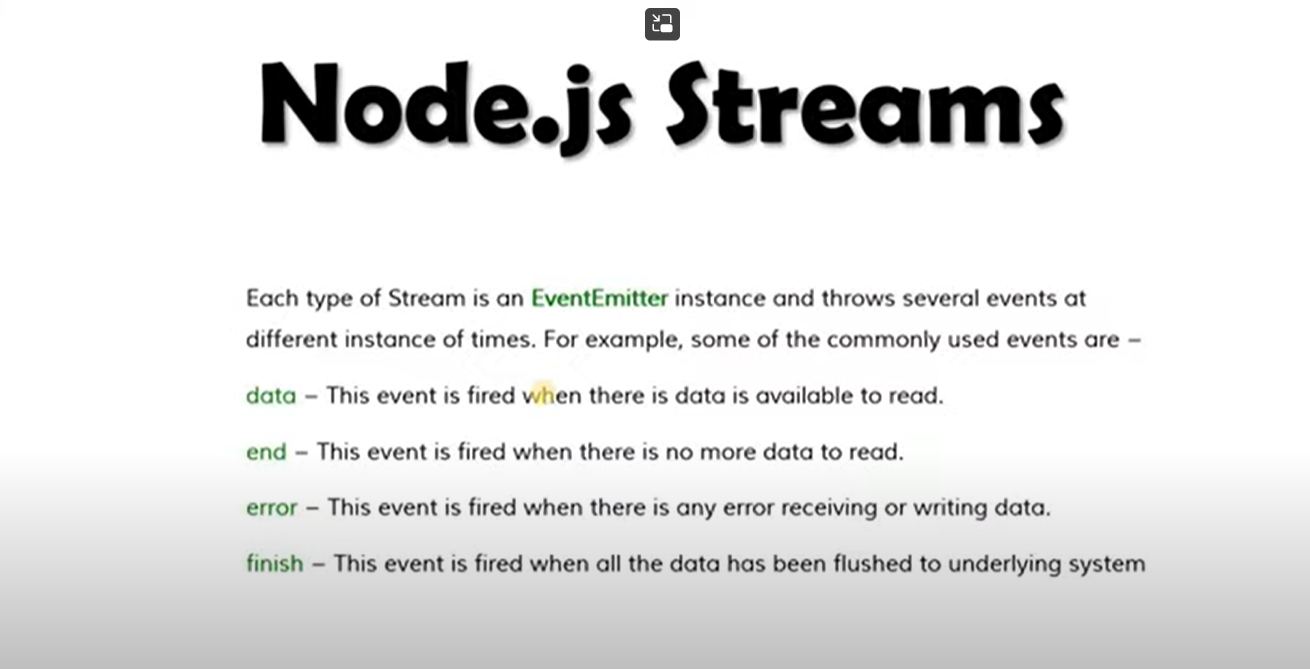 Node.js Streams
Each type of Stream is an EventEmitter instance and throws several events at
different instance of times. For example, some of the commonly used events are –
data – This event is fired when there is data is available to read.
end – This event is fired when there is no more data to read.
error – This event is fired when there is any error receiving or writing data.
finish – This event is fired when all the data has been flushed to underlying system